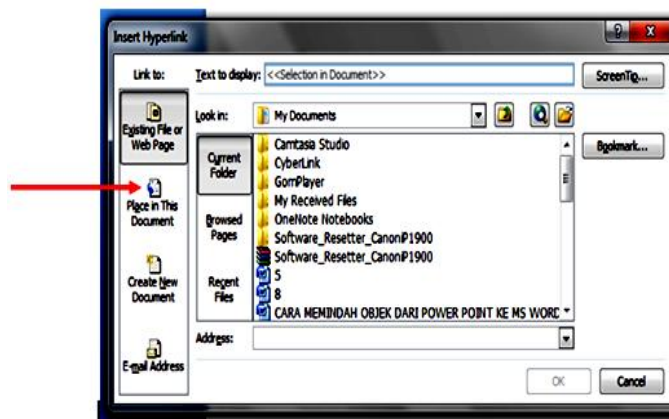 Insert Hyperlink
Link to:
Text to display: <<Selection in Document>>
ScreenTip...
Existing File or
Web Page
Look in:
My Documents
Bookmark...
Current
Folder
Camtasia Studio
CyberLink
GomPlayer
My Received Files
OneNote Notebooks
Software_Resetter_CanoniP1900
Software_Resetter_CanoniP1900
5
8
CARA MEMINDAH OBJEK DARI POWER POINT KE MS WORD
Place in This
Document
Browsed
Pages
Create New
Document
Recent
Files
E-mail Address
Address:
OK
Cancel